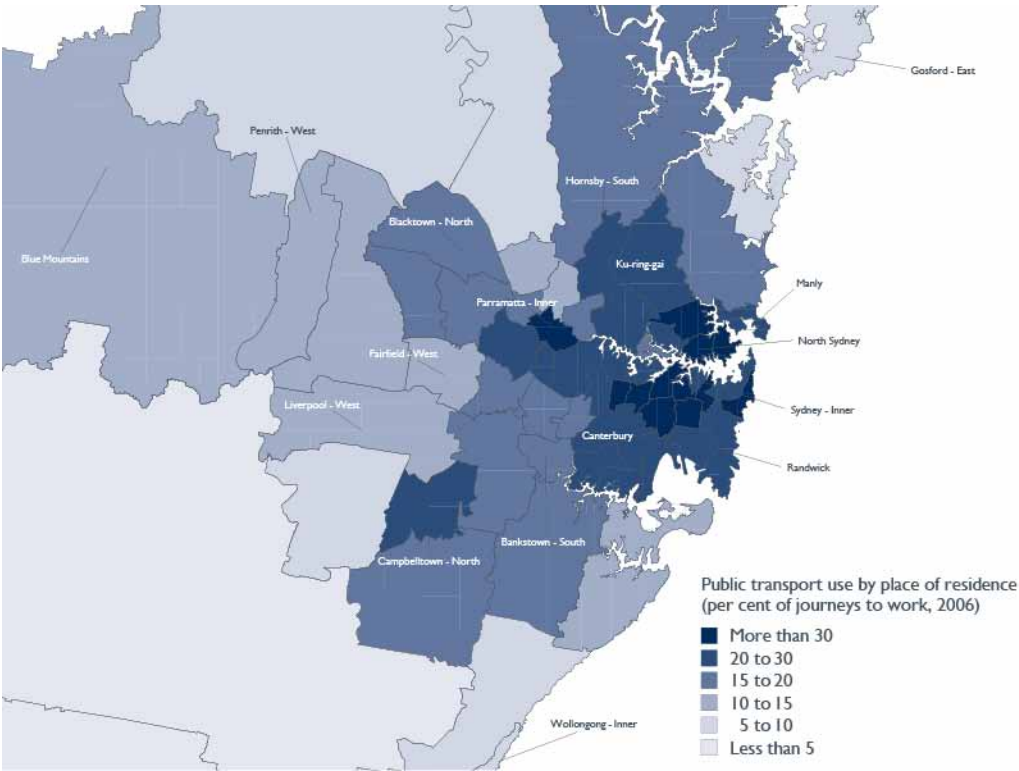 Gosford - East
Penrith - West
Hornsby - South
Blacktown - North
Blue Mountains
Ku-ring-gai
Manly
Parramatta - Inner
North Sydney
Fairfield - West
Liverpool - West
Sydney - Inner
Canterbury
Randwick
Bankstown - South
Campbelltown - North
Public transport use by place of residence
(per cent of journeys to work, 2006)
More than 30
20 to 30
15 to 20
10 to 15
5 to 10
Less than 5
Wollongong - Inner